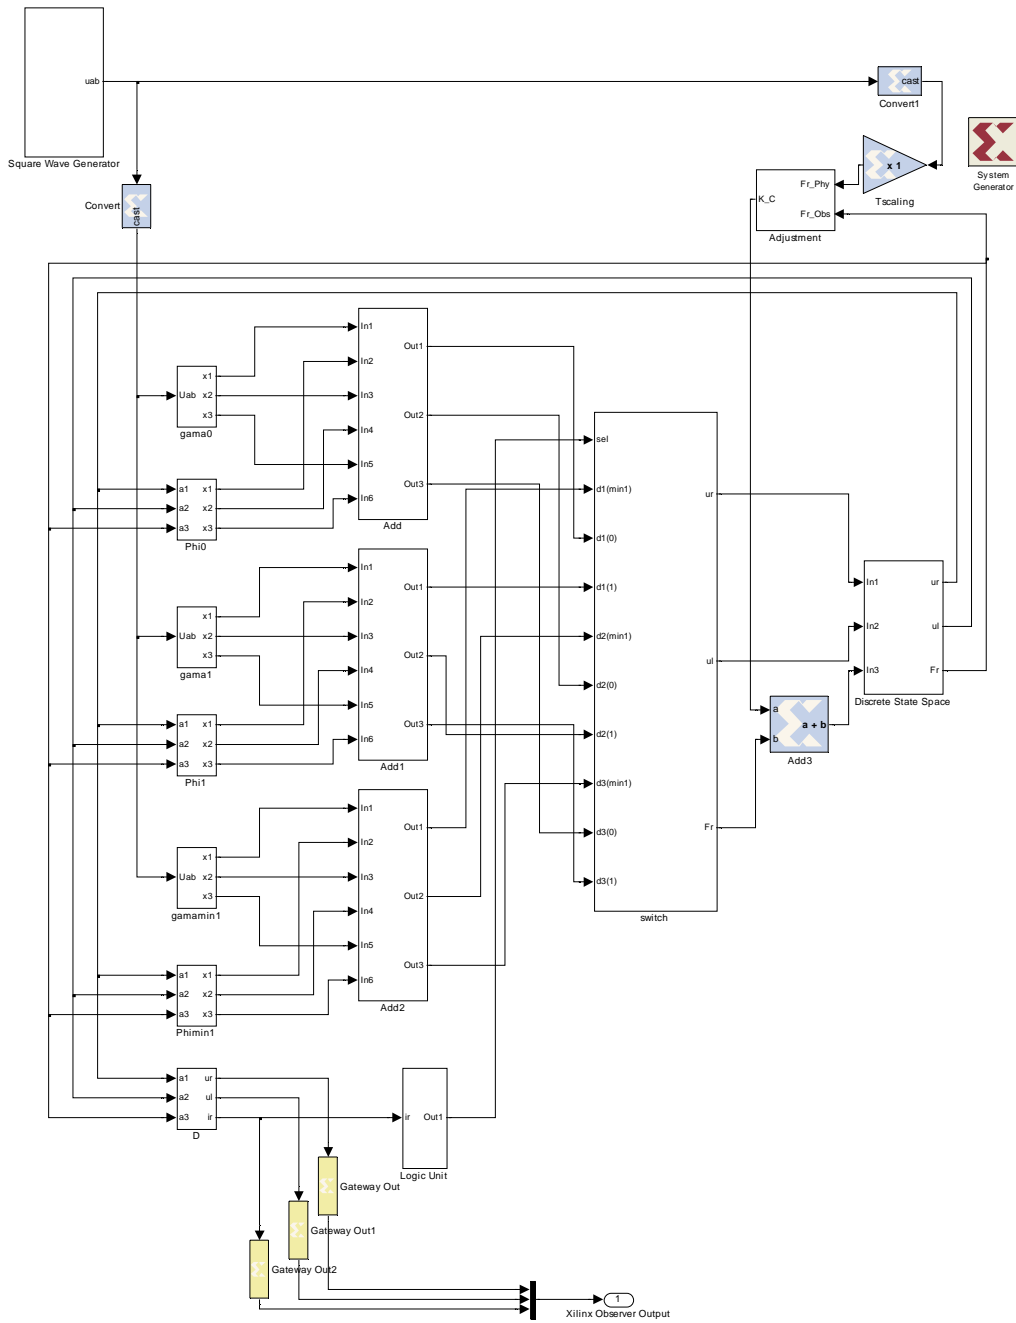 uab
Square Wave Generator
cast
Convert1
System
Generator
x 1
Tscaling
Fr_Phy
K_C
Fr_Obs
Adjustment
Convert
cast
In1
In2
In3
In4
In5
In6
Out1
Out2
Out3
Add
Uab
x1
x2
x3
gama0
a1
a2
a3
x1
x2
x3
Phi0
In1
In2
In3
In4
In5
In6
Out1
Out2
Out3
Add1
Uab
x1
x2
x3
gama1
a1
a2
a3
x1
x2
x3
Phi1
In1
In2
In3
In4
In5
In6
Out1
Out2
Out3
Add2
Uab
x1
x2
x3
gamamin1
a1
a2
a3
x1
x2
x3
Phimin1
sel
d1(min1)
d1(0)
d1(1)
d2(min1)
d2(0)
d2(1)
d3(min1)
d3(0)
d3(1)
ur
ul
Fr
switch
In1
In2
In3
ur
ul
Fr
Discrete State Space
a
b
a + b
Add3
a1
a2
a3
ur
ul
ir
D
ir
Out1
Logic Unit
Gateway Out
Gateway Out1
Gateway Out2
1
Xilinx Observer Output